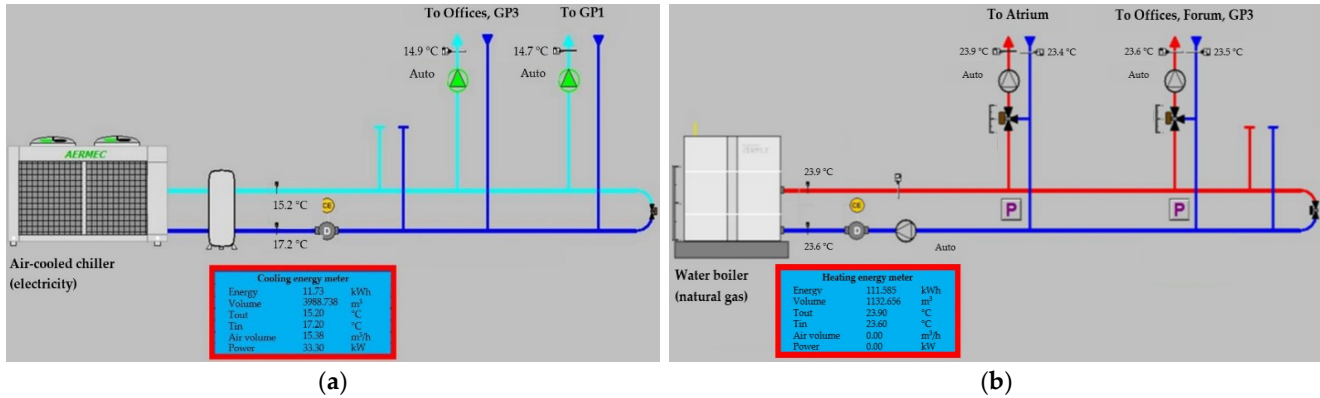 To Offices, GP3
To GP1
14.9 °C
14.7 °C
Auto
Auto
AERMEC
15.2 °C
CE
D
17.2 °C
Air-cooled chiller
(electricity)
Cooling energy meter
Energy 11.73 kWh
Volume 3988.738 m³
Tout 15.20 °C
Tin 17.20 °C
Air volume 15.38 m³/h
Power 33.30 kW
(a)
To Atrium
To Offices, Forum, GP3
23.9 °C
23.4 °C
23.6 °C
23.5 °C
Auto
Auto
23.9 °C
CE
P
P
D
23.6 °C
Auto
Water boiler
(natural gas)
Heating energy meter
Energy 111.585 kWh
Volume 1132.656 m³
Tout 23.90 °C
Tin 23.60 °C
Air volume 0.00 m³/h
Power 0.00 kW
(b)